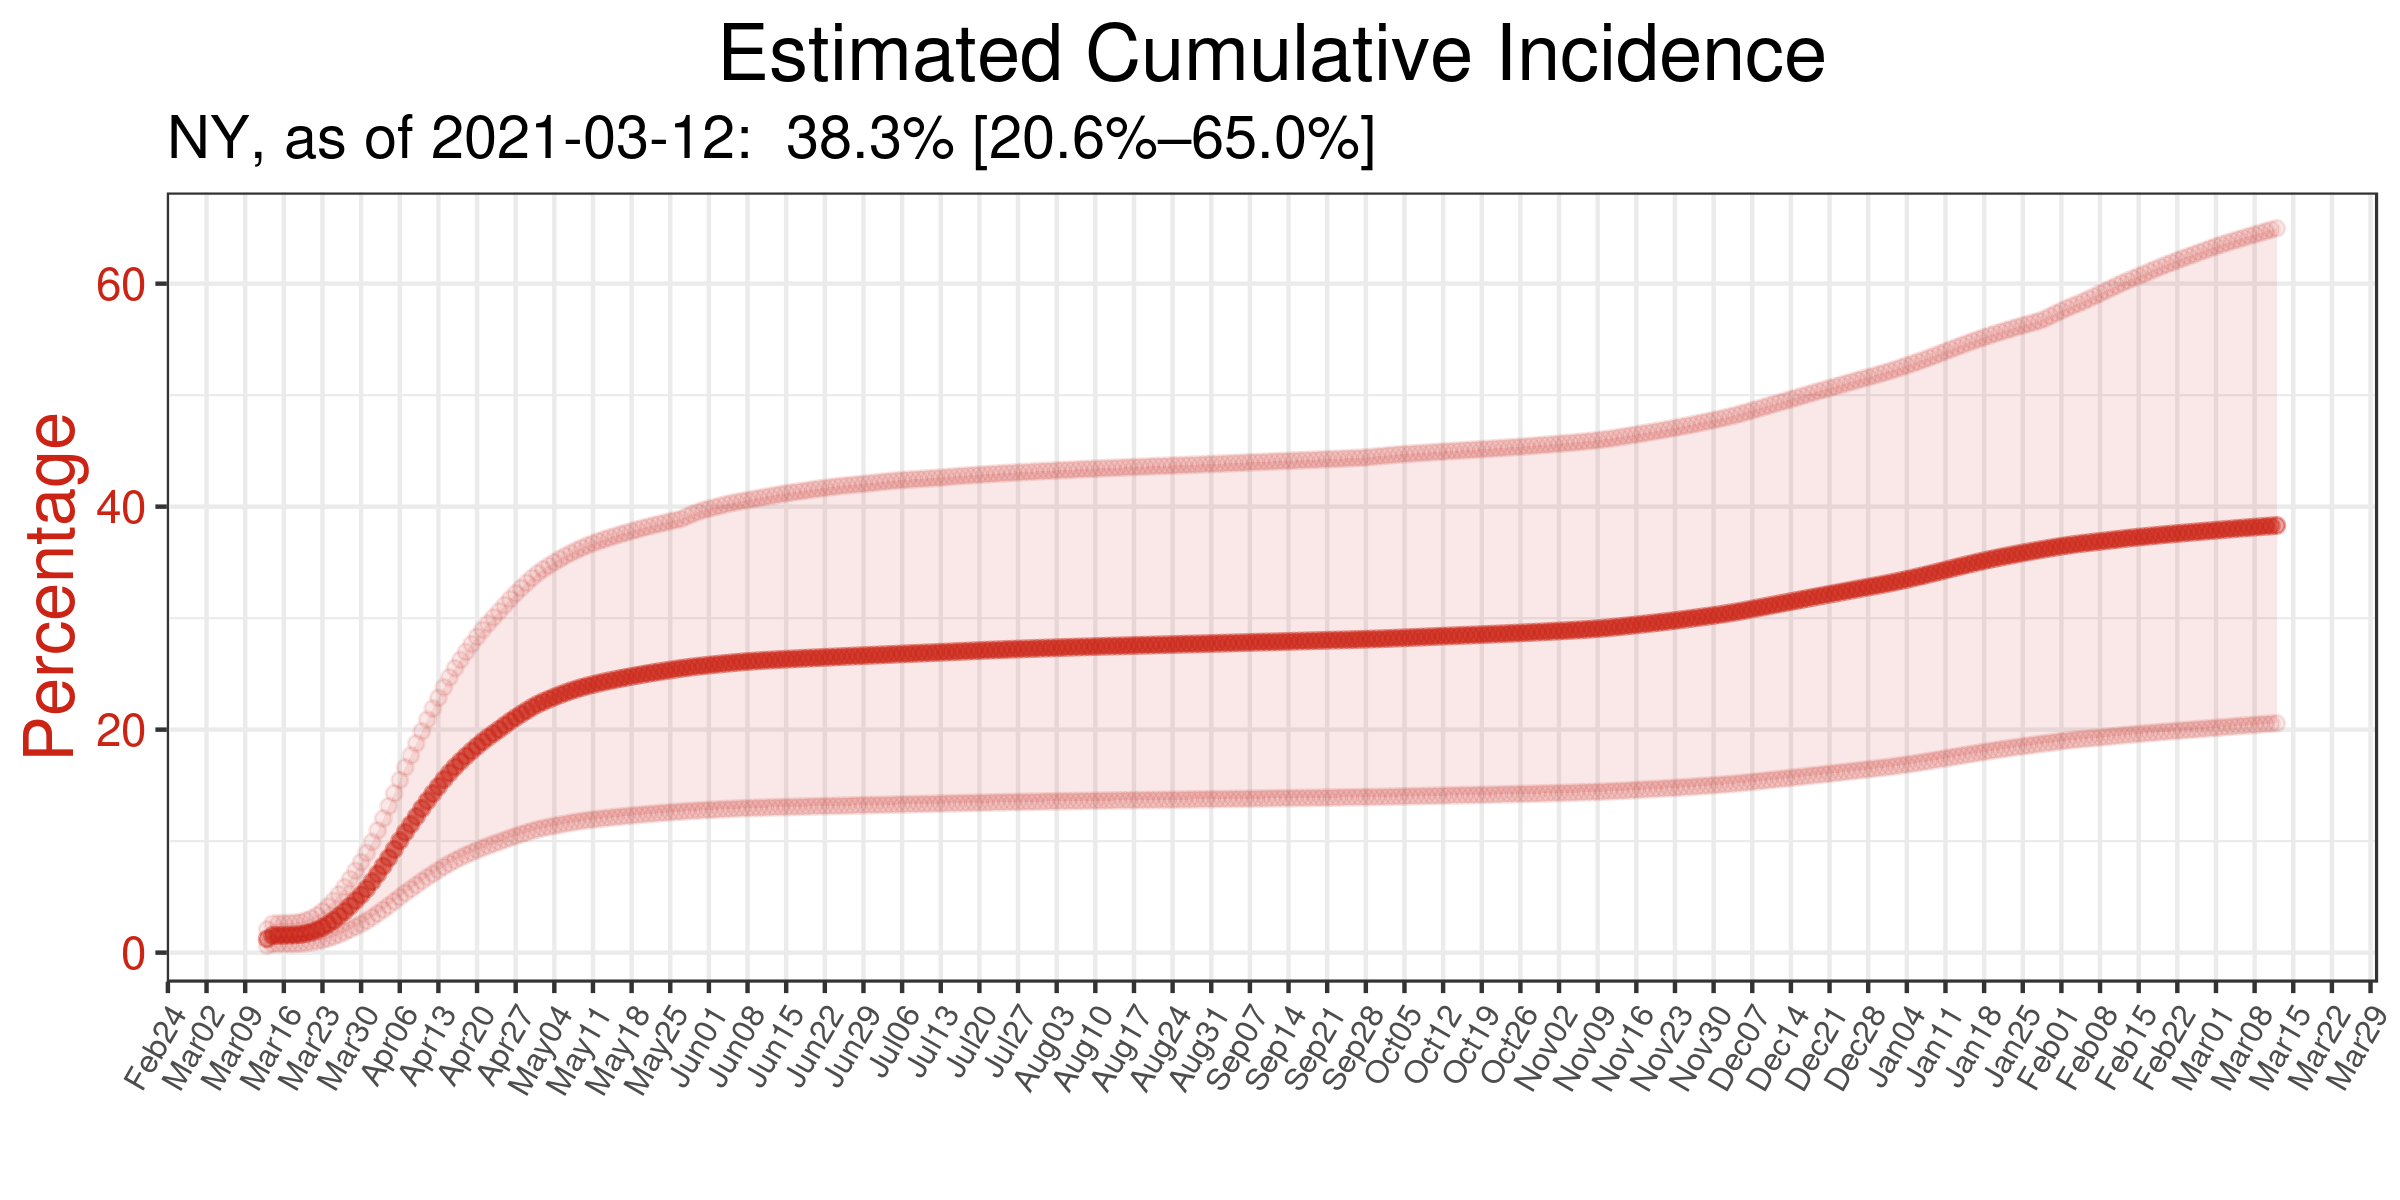 Estimated Cumulative Incidence
NY, as of 2021-03-12:  38.3% [20.6%–65.0%]
Percentage
60
40
20
0
Feb24 Mar02 Mar09 Mar16 Mar23 Mar30 Apr06 Apr13 Apr20 Apr27 May04 May11 May18 May25 Jun01 Jun08 Jun15 Jun22 Jun29 Jul06 Jul13 Jul20 Jul27 Aug03 Aug10 Aug17 Aug24 Aug31 Sep07 Sep14 Sep21 Sep28 Oct05 Oct12 Oct19 Oct26 Nov02 Nov09 Nov16 Nov23 Nov30 Dec07 Dec14 Dec21 Dec28 Jan04 Jan11 Jan18 Jan25 Feb01 Feb08 Feb15 Feb22 Mar01 Mar08 Mar15 Mar22 Mar29